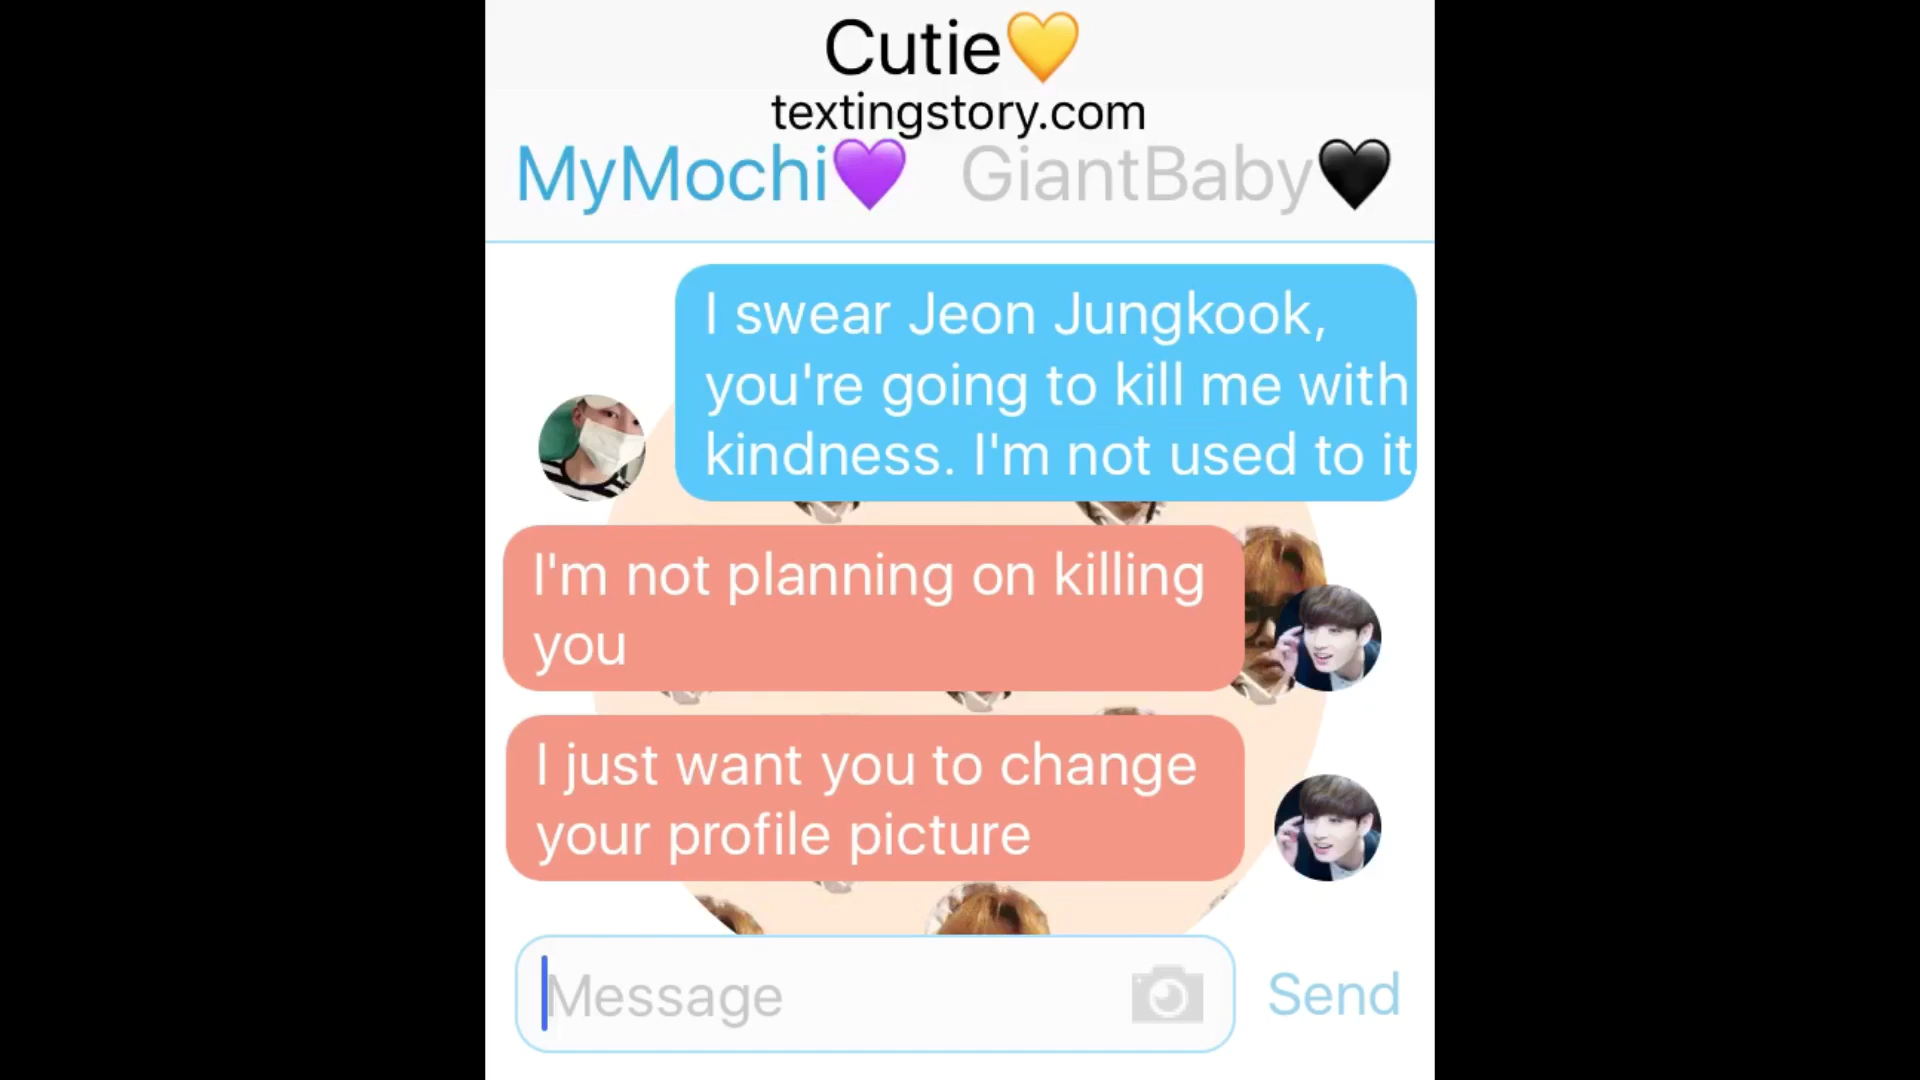 Cutie💛
textingstory.com
MyMochi💜 GiantBaby🖤
I swear Jeon Jungkook,
you're going to kill me with
kindness. I'm not used to it
I'm not planning on killing
you
I just want you to change
your profile picture
Message
Send